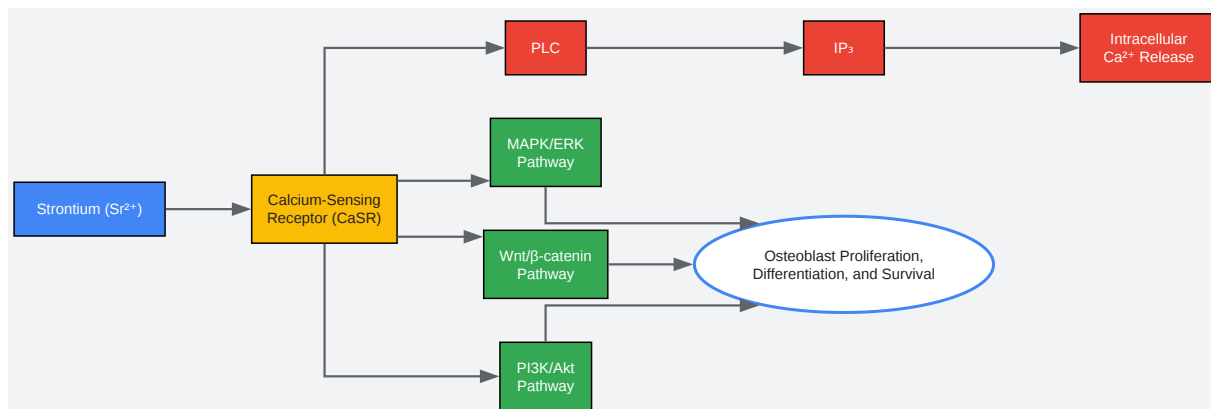 PLC
IP₃
Intracellular
Ca²⁺ Release
MAPK/ERK
Pathway
Strontium (Sr²⁺)
Calcium-Sensing
Receptor (CaSR)
Wnt/β-catenin
Pathway
Osteoblast Proliferation,
Differentiation, and Survival
PI3K/Akt
Pathway